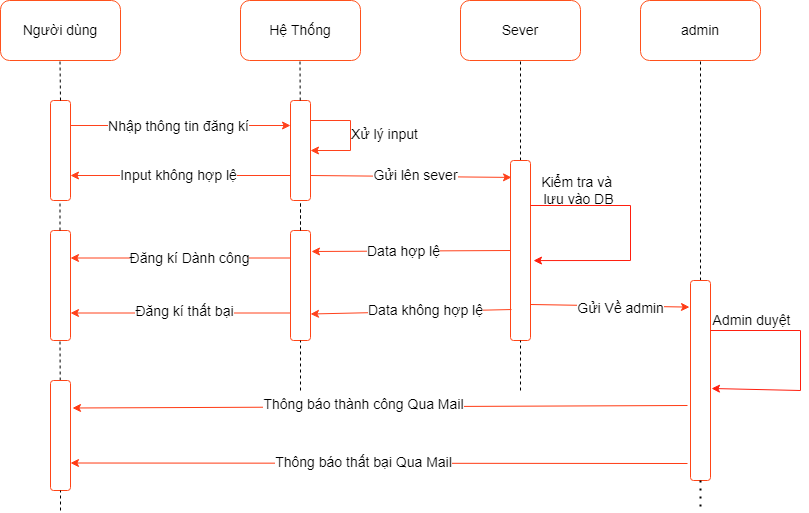 Người dùng
Hệ Thống
Sever
admin
Nhập thông tin đăng kí
Xử lý input
Input không hợp lệ
Gửi lên sever
Kiểm tra và
lưu vào DB
Đăng kí Dành công
Data hợp lệ
Đăng kí thất bại
Data không hợp lệ
Gửi Về admin
Admin duyệt
Thông báo thành công Qua Mail
Thông báo thất bại Qua Mail